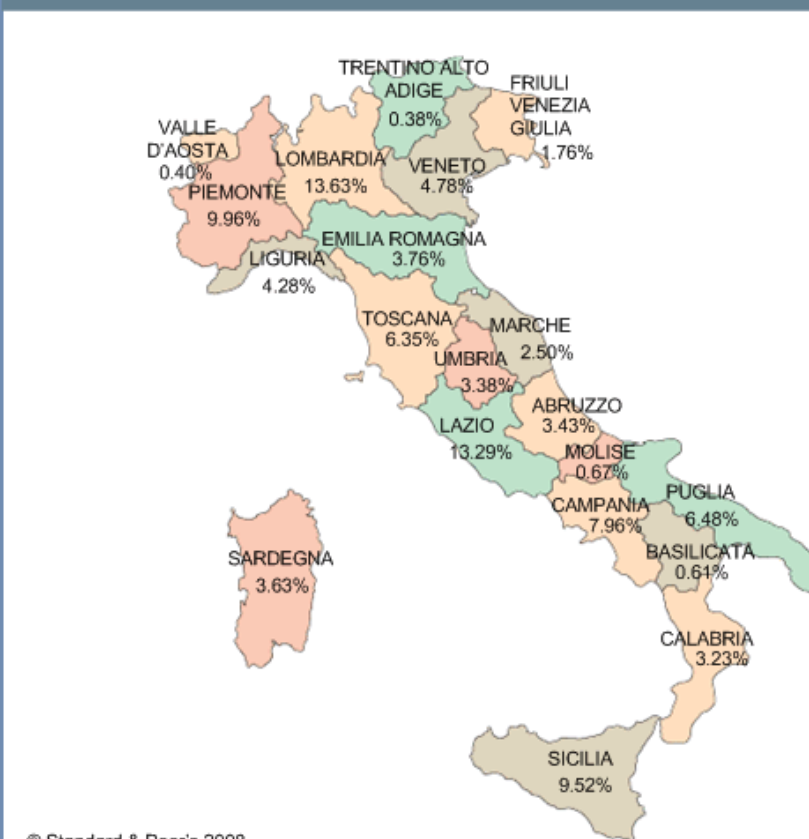 TRENTINO ALTO
ADIGE
0.38%
FRIULI
VENEZIA
GIULIA
1.76%
VALLE
D'AOSTA
0.40%
LOMBARDIA
13.63%
VENETO
4.78%
PIEMONTE
9.96%
EMILIA ROMAGNA
3.76%
LIGURIA
4.28%
TOSCANA
6.35%
MARCHE
2.50%
UMBRIA
3.38%
ABRUZZO
3.43%
LAZIO
13.29%
MOLISE
0.67%
PUGLIA
6.48%
CAMPANIA
7.96%
BASILICATA
0.61%
SARDEGNA
3.63%
CALABRIA
3.23%
SICILIA
9.52%
© Standard & Poor's 2008